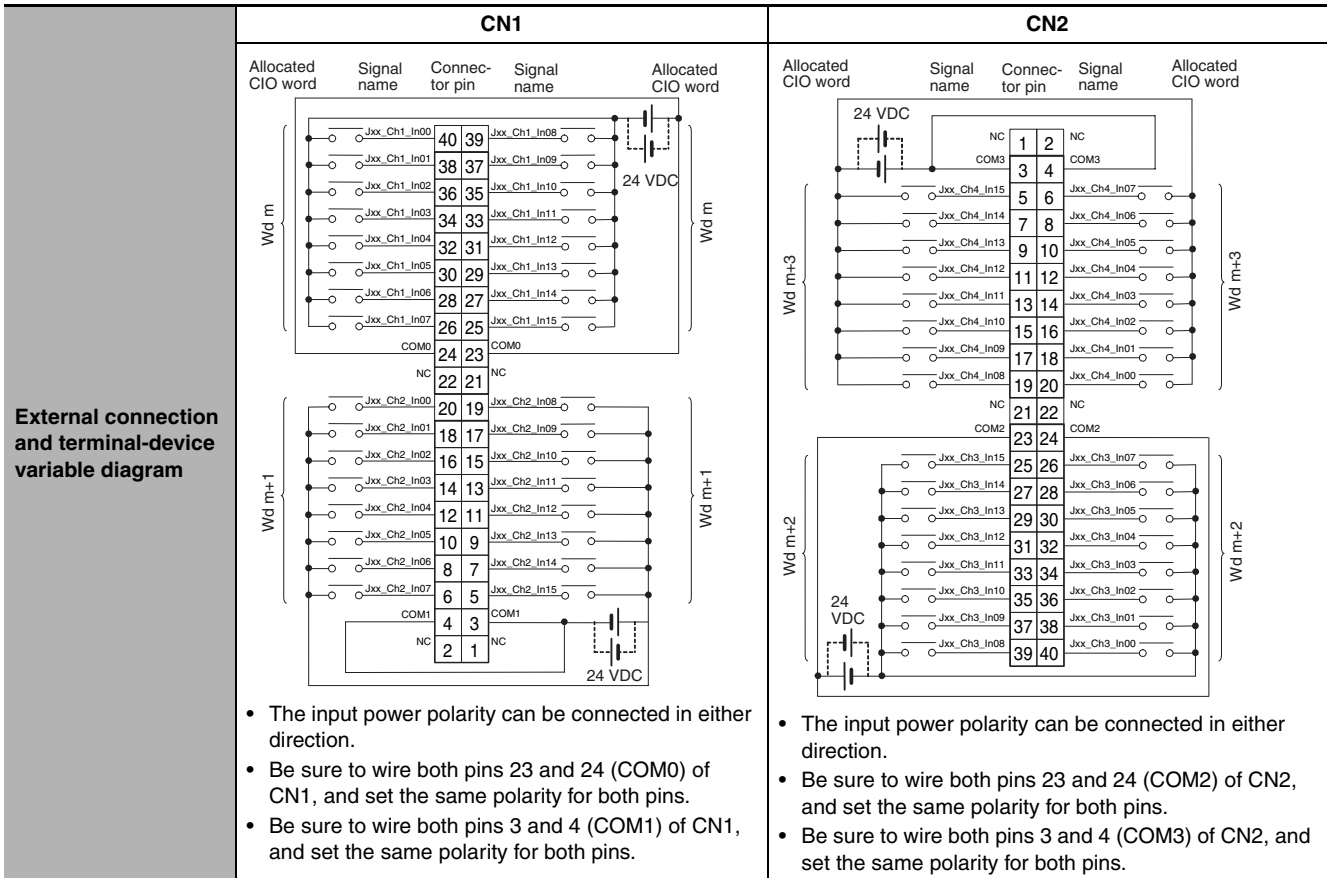 CN1
CN2
External connection
and terminal-device
variable diagram
Allocated CIO word
Signal name
Connec-tor pin
Signal name
Allocated CIO word
24 VDC
Jxx_Ch1_In00 40 39 Jxx_Ch1_In08
Jxx_Ch1_In01 38 37 Jxx_Ch1_In09
Jxx_Ch1_In02 36 35 Jxx_Ch1_In10
Jxx_Ch1_In03 34 33 Jxx_Ch1_In11
Jxx_Ch1_In04 32 31 Jxx_Ch1_In12
Jxx_Ch1_In05 30 29 Jxx_Ch1_In13
Jxx_Ch1_In06 28 27 Jxx_Ch1_In14
Jxx_Ch1_In07 26 25 Jxx_Ch1_In15
Wd m
Wd m
COM0 24 23 COM0
NC 22 21 NC
Jxx_Ch2_In00 20 19 Jxx_Ch2_In08
Jxx_Ch2_In01 18 17 Jxx_Ch2_In09
Jxx_Ch2_In02 16 15 Jxx_Ch2_In10
Jxx_Ch2_In03 14 13 Jxx_Ch2_In11
Jxx_Ch2_In04 12 11 Jxx_Ch2_In12
Jxx_Ch2_In05 10 9 Jxx_Ch2_In13
Jxx_Ch2_In06 8 7 Jxx_Ch2_In14
Jxx_Ch2_In07 6 5 Jxx_Ch2_In15
Wd m+1
Wd m+1
COM1 4 3 COM1
NC 2 1 NC
24 VDC
• The input power polarity can be connected in either
direction.
• Be sure to wire both pins 23 and 24 (COM0) of
CN1, and set the same polarity for both pins.
• Be sure to wire both pins 3 and 4 (COM1) of CN1,
and set the same polarity for both pins.
Allocated CIO word
Signal name
Connec-tor pin
Signal name
Allocated CIO word
24 VDC
NC 1 2 NC
COM3 3 4 COM3
Jxx_Ch4_In15 5 6 Jxx_Ch4_In07
Jxx_Ch4_In14 7 8 Jxx_Ch4_In06
Jxx_Ch4_In13 9 10 Jxx_Ch4_In05
Jxx_Ch4_In12 11 12 Jxx_Ch4_In04
Jxx_Ch4_In11 13 14 Jxx_Ch4_In03
Jxx_Ch4_In10 15 16 Jxx_Ch4_In02
Jxx_Ch4_In09 17 18 Jxx_Ch4_In01
Jxx_Ch4_In08 19 20 Jxx_Ch4_In00
Wd m+3
Wd m+3
NC 21 22 NC
COM2 23 24 COM2
Jxx_Ch3_In15 25 26 Jxx_Ch3_In07
Jxx_Ch3_In14 27 28 Jxx_Ch3_In06
Jxx_Ch3_In13 29 30 Jxx_Ch3_In05
Jxx_Ch3_In12 31 32 Jxx_Ch3_In04
Jxx_Ch3_In11 33 34 Jxx_Ch3_In03
Jxx_Ch3_In10 35 36 Jxx_Ch3_In02
Jxx_Ch3_In09 37 38 Jxx_Ch3_In01
Jxx_Ch3_In08 39 40 Jxx_Ch3_In00
Wd m+2
Wd m+2
24
VDC
• The input power polarity can be connected in either
direction.
• Be sure to wire both pins 23 and 24 (COM2) of CN2,
and set the same polarity for both pins.
• Be sure to wire both pins 3 and 4 (COM3) of CN2, and
set the same polarity for both pins.